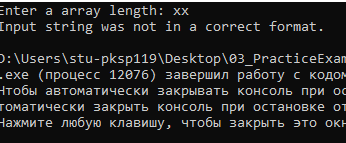 Enter a array length: xx
Input string was not in a correct format.
D:\Users\stu-pksp119\Desktop\03_PracticeExam
.exe (процесс 12076) завершил работу с кодом
Чтобы автоматически закрывать консоль при ос
томатически закрыть консоль при остановке от
Нажмите любую клавишу, чтобы закрыть это окн